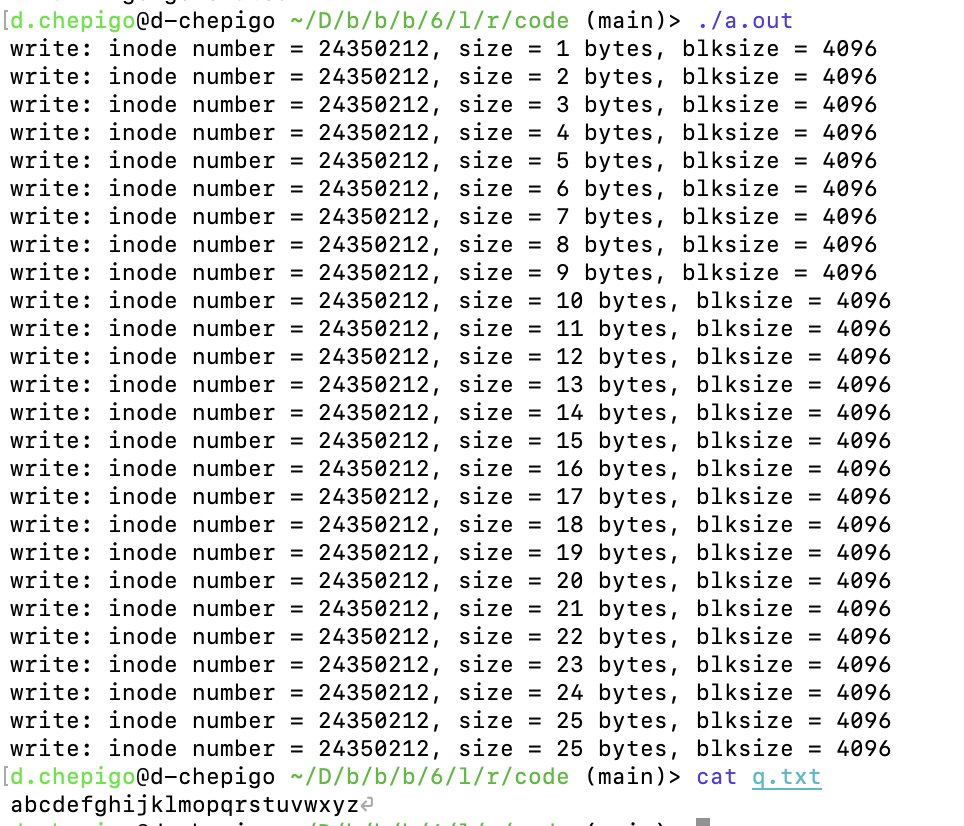 [d.chepigo@d-chepigo ~/D/b/b/b/6/l/r/code (main)> ./a.out
write: inode number = 24350212, size = 1 bytes, blksize = 4096
write: inode number = 24350212, size = 2 bytes, blksize = 4096
write: inode number = 24350212, size = 3 bytes, blksize = 4096
write: inode number = 24350212, size = 4 bytes, blksize = 4096
write: inode number = 24350212, size = 5 bytes, blksize = 4096
write: inode number = 24350212, size = 6 bytes, blksize = 4096
write: inode number = 24350212, size = 7 bytes, blksize = 4096
write: inode number = 24350212, size = 8 bytes, blksize = 4096
write: inode number = 24350212, size = 9 bytes, blksize = 4096
write: inode number = 24350212, size = 10 bytes, blksize = 4096
write: inode number = 24350212, size = 11 bytes, blksize = 4096
write: inode number = 24350212, size = 12 bytes, blksize = 4096
write: inode number = 24350212, size = 13 bytes, blksize = 4096
write: inode number = 24350212, size = 14 bytes, blksize = 4096
write: inode number = 24350212, size = 15 bytes, blksize = 4096
write: inode number = 24350212, size = 16 bytes, blksize = 4096
write: inode number = 24350212, size = 17 bytes, blksize = 4096
write: inode number = 24350212, size = 18 bytes, blksize = 4096
write: inode number = 24350212, size = 19 bytes, blksize = 4096
write: inode number = 24350212, size = 20 bytes, blksize = 4096
write: inode number = 24350212, size = 21 bytes, blksize = 4096
write: inode number = 24350212, size = 22 bytes, blksize = 4096
write: inode number = 24350212, size = 23 bytes, blksize = 4096
write: inode number = 24350212, size = 24 bytes, blksize = 4096
write: inode number = 24350212, size = 25 bytes, blksize = 4096
write: inode number = 24350212, size = 25 bytes, blksize = 4096
[d.chepigo@d-chepigo ~/D/b/b/b/6/l/r/code (main)> cat q.txt
abcdefghijklmopqrstuvwxyz⏎